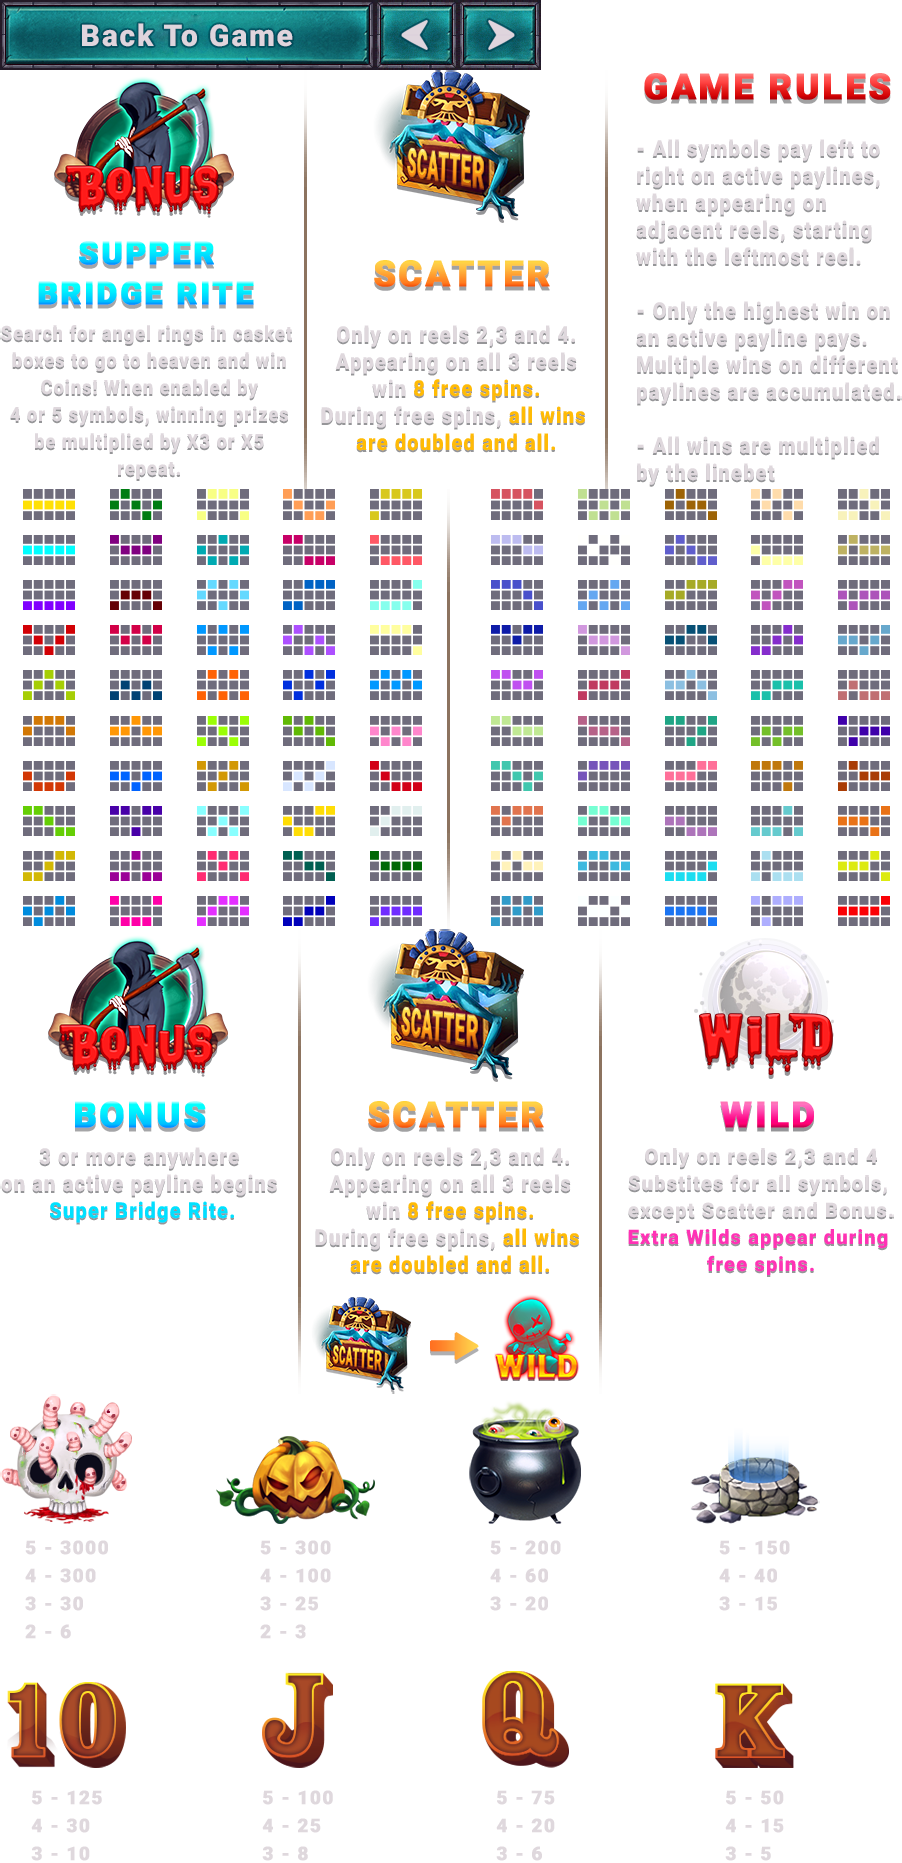 Back To Game
BONUS
SUPPER
BRIDGE RITE
Search for angel rings in casket
boxes to go to heaven and win
Coins! When enabled by
4 or 5 symbols, winning prizes
be multiplied by X3 or X5
repeat.
SCATTER
SCATTER
Only on reels 2,3 and 4.
Appearing on all 3 reels
win 8 free spins.
During free spins, all wins
are doubled and all.
GAME RULES
- All symbols pay left to
right on active paylines,
when appearing on
adjacent reels, starting
with the leftmost reel.
- Only the highest win on
an active payline pays.
Multiple wins on different
paylines are accumulated.
- All wins are multiplied
by the linebet
BONUS
BONUS
3 or more anywhere
on an active payline begins
Super Bridge Rite.
SCATTER
SCATTER
Only on reels 2,3 and 4.
Appearing on all 3 reels
win 8 free spins.
During free spins, all wins
are doubled and all.
SCATTER
WILD
WiLD
WILD
Only on reels 2,3 and 4
Substites for all symbols,
except Scatter and Bonus.
Extra Wilds appear during
free spins.
5 - 3000
4 - 300
3 - 30
2 - 6
5 - 300
4 - 100
3 - 25
2 - 3
5 - 200
4 - 60
3 - 20
5 - 150
4 - 40
3 - 15
10
5 - 125
4 - 30
3 - 10
J
5 - 100
4 - 25
3 - 8
Q
5 - 75
4 - 20
3 - 6
K
5 - 50
4 - 15
3 - 5